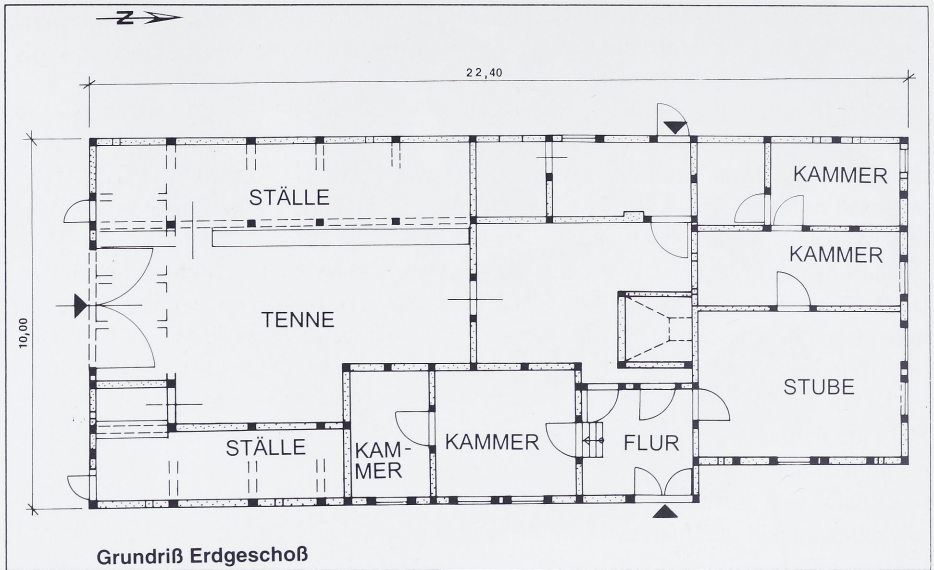 N
22,40
10,00
STÄLLE
KAMMER
KAMMER
TENNE
STUBE
STÄLLE
KAM-
MER
KAMMER
FLUR
Grundriß Erdgeschoß